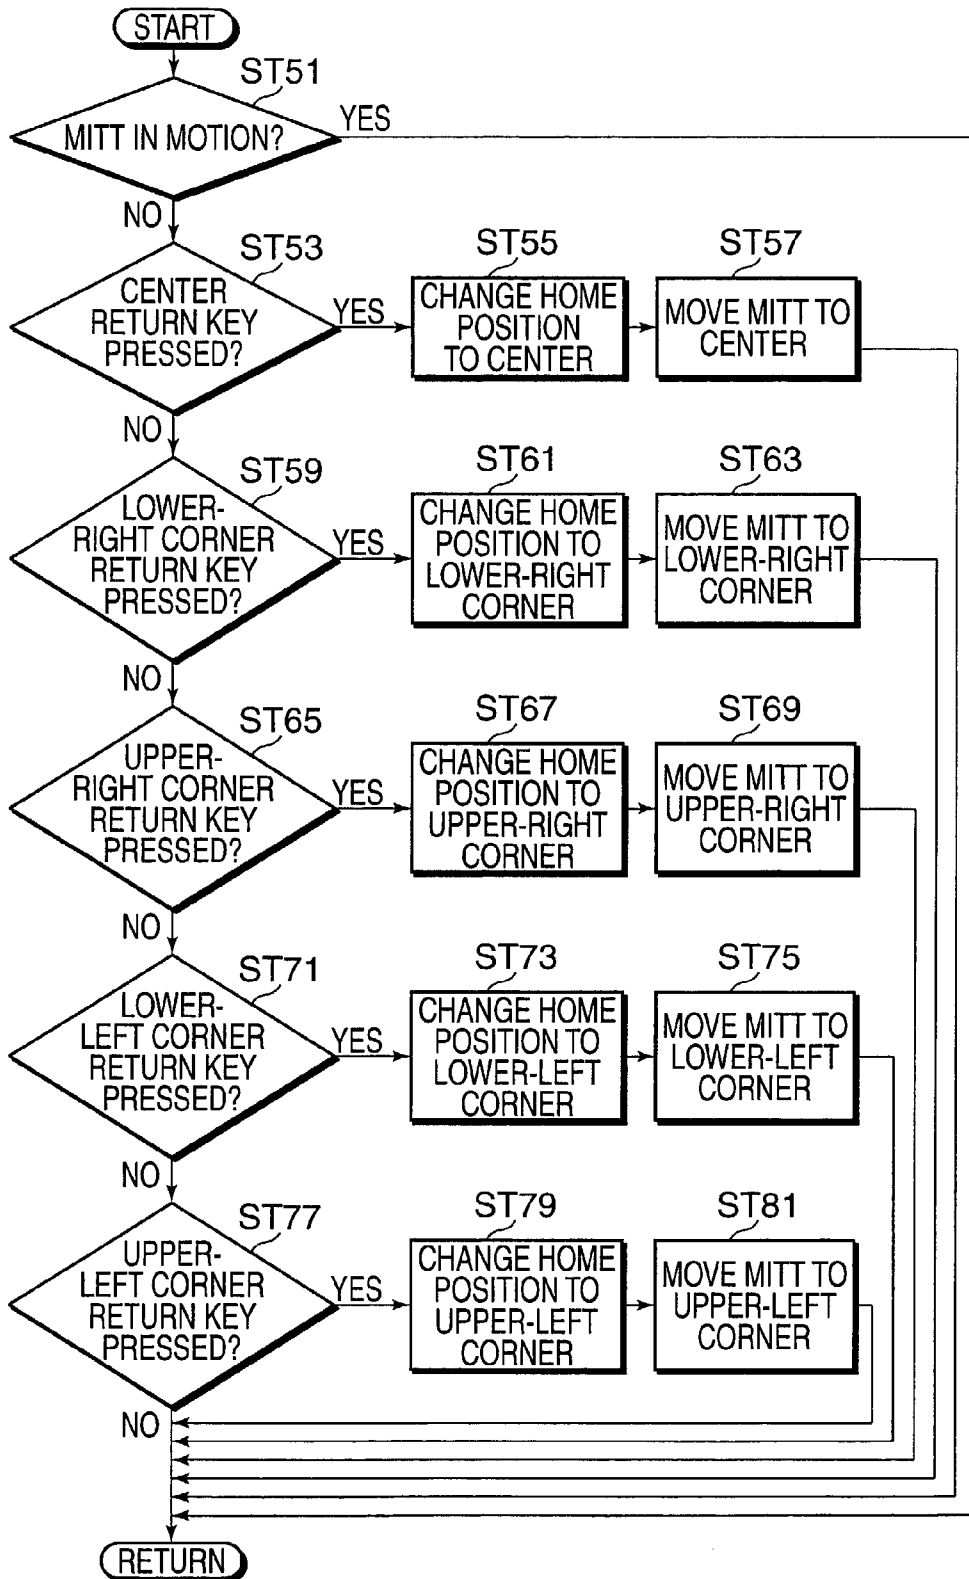 START
ST51
MITT IN MOTION?
YES
NO
ST53
CENTER
RETURN KEY
PRESSED?
YES
ST55
CHANGE HOME
POSITION
TO CENTER
ST57
MOVE MITT TO
CENTER
NO
ST59
LOWER-
RIGHT CORNER
RETURN KEY
PRESSED?
YES
ST61
CHANGE HOME
POSITION TO
LOWER-RIGHT
CORNER
ST63
MOVE MITT TO
LOWER-RIGHT
CORNER
NO
ST65
UPPER-
RIGHT CORNER
RETURN KEY
PRESSED?
YES
ST67
CHANGE HOME
POSITION TO
UPPER-RIGHT
CORNER
ST69
MOVE MITT TO
UPPER-RIGHT
CORNER
NO
ST71
LOWER-
LEFT CORNER
RETURN KEY
PRESSED?
YES
ST73
CHANGE HOME
POSITION TO
LOWER-LEFT
CORNER
ST75
MOVE MITT TO
LOWER-LEFT
CORNER
NO
ST77
UPPER-
LEFT CORNER
RETURN KEY
PRESSED?
YES
ST79
CHANGE HOME
POSITION TO
UPPER-LEFT
CORNER
ST81
MOVE MITT TO
UPPER-LEFT
CORNER
NO
RETURN